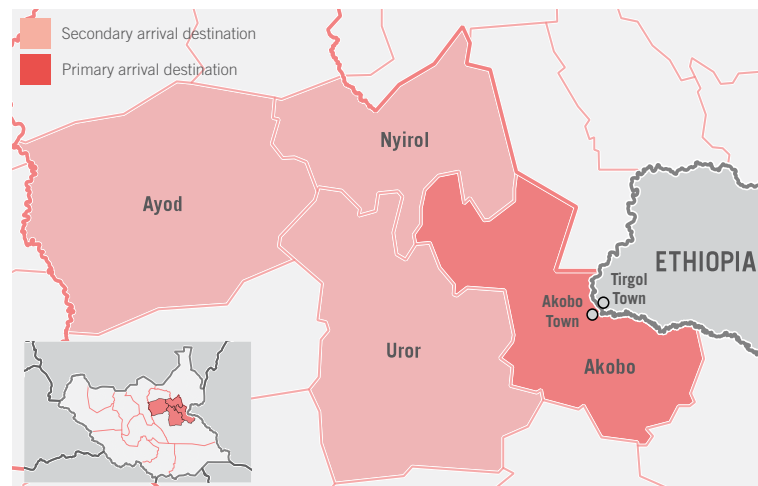 Secondary arrival destination
Primary arrival destination
Nyirol
Ayod
ETHIOPIA
Tirgol
Town
Akobo
Town
Uror
Akobo